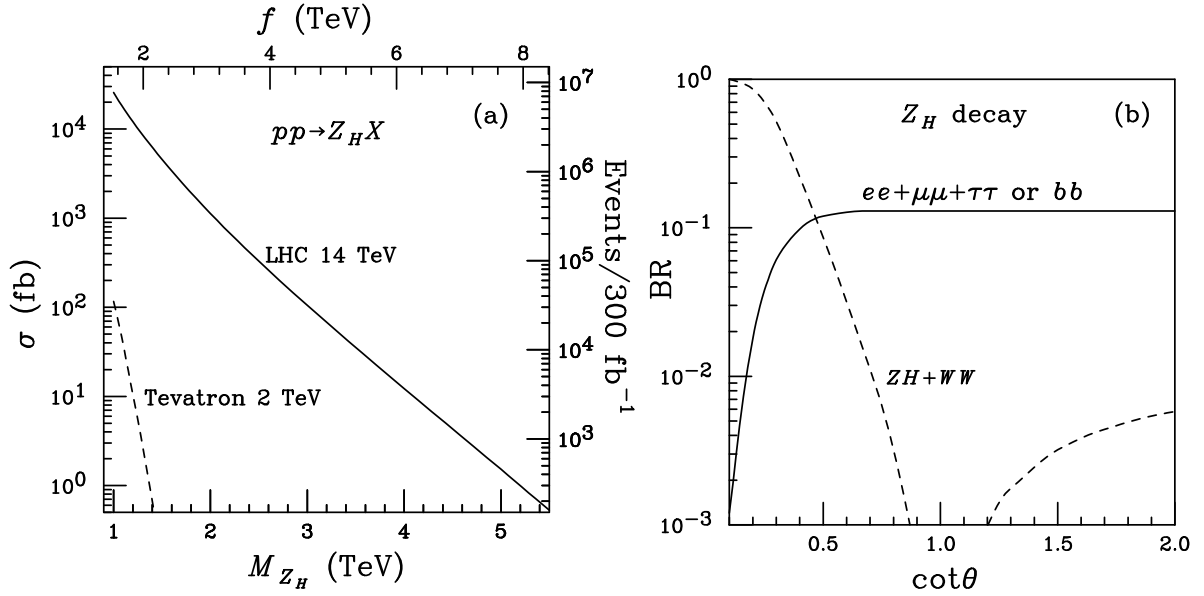 f (TeV)
2 4 6 8
(a)
pp→Z_H X
LHC 14 TeV
Tevatron 2 TeV
σ (fb)
10^4
10^3
10^2
10^1
10^0
10^7
10^6
10^5
10^4
10^3
Events/300 fb^−1
1 2 3 4 5
M_Z_H (TeV)
(b)
Z_H decay
ee+μμ+ττ or bb
ZH+WW
BR
10^0
10^−1
10^−2
10^−3
0.5 1.0 1.5 2.0
cotθ